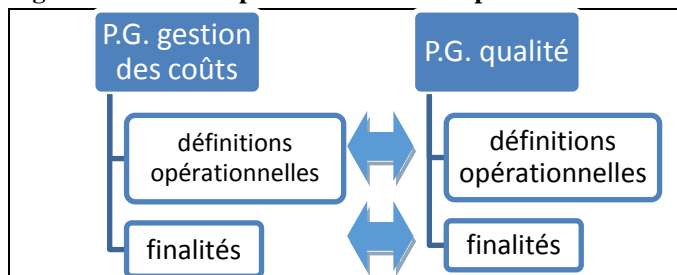 P.G. gestion
des coûts
définitions
opérationnelles
finalités
P.G. qualité
définitions
opérationnelles
finalités